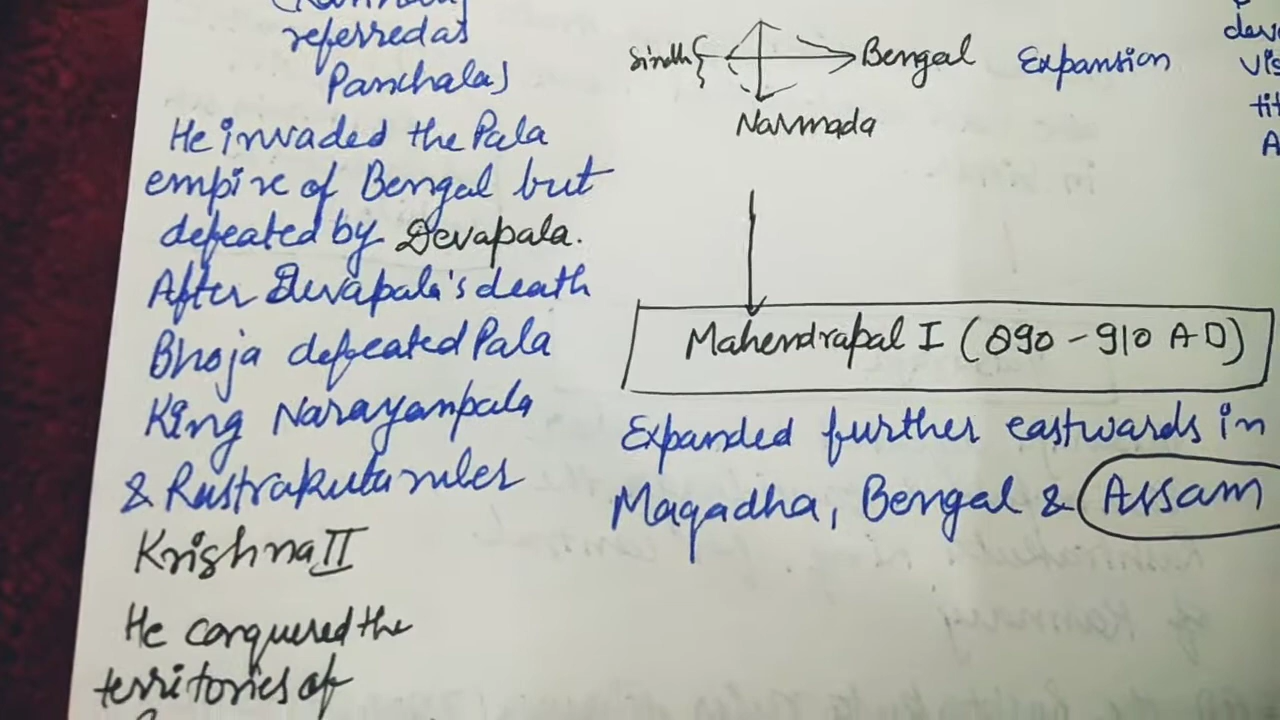 referred as
Panchalas)
He invaded the Pala
empire of Bengal but
defeated by Devapala.
After Devapala's death
Bhoja defeated Pala
King Narayanpala
& Rastrakuta rulers
Krishna II
He conquered the
territories of
Sindh { Bengal Expansion
Narmada
Mahendrapal I (890 - 910 AD)
Expanded further eastwards in
Magadha, Bengal & Assam